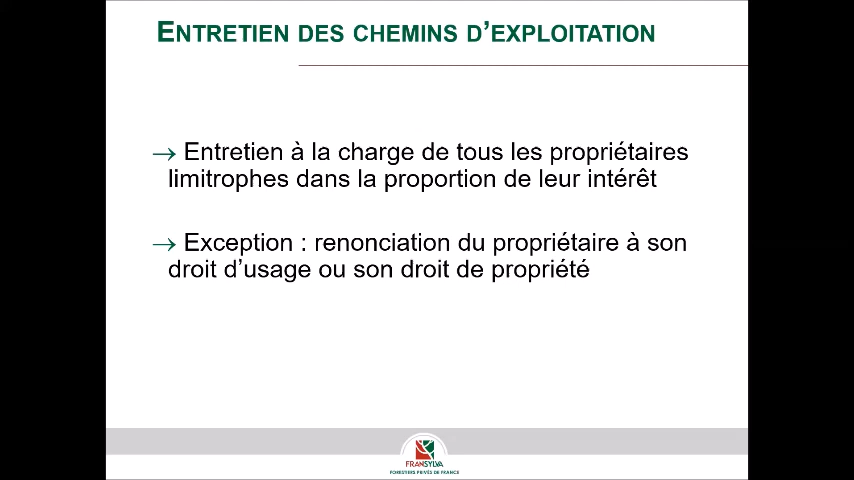 ENTRETIEN DES CHEMINS D'EXPLOITATION
→ Entretien à la charge de tous les propriétaires
limitrophes dans la proportion de leur intérêt
→ Exception : renonciation du propriétaire à son
droit d'usage ou son droit de propriété
FRANSYLVA
FORESTIERS PRIVÉS DE FRANCE